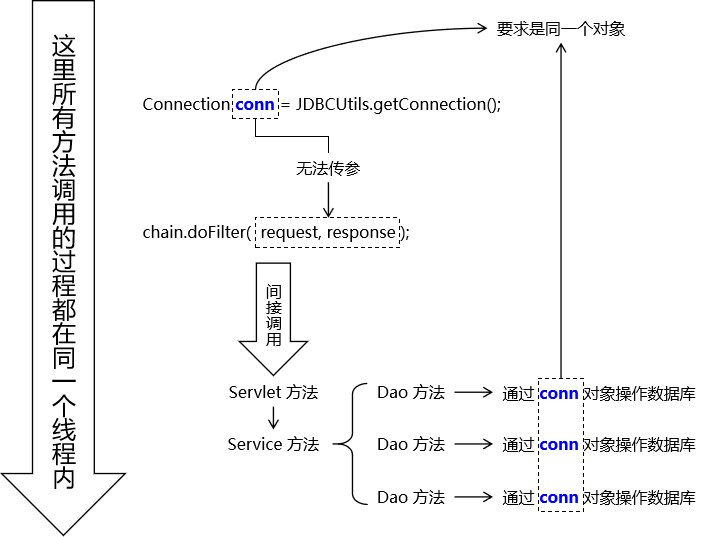 这里所有方法调用的过程都在同一个线程内
要求是同一个对象
Connection conn = JDBCUtils.getConnection();
无法传参
chain.doFilter( request, response );
间接调用
Servlet 方法
Dao 方法
通过 conn 对象操作数据库
Service 方法
Dao 方法
通过 conn 对象操作数据库
Dao 方法
通过 conn 对象操作数据库